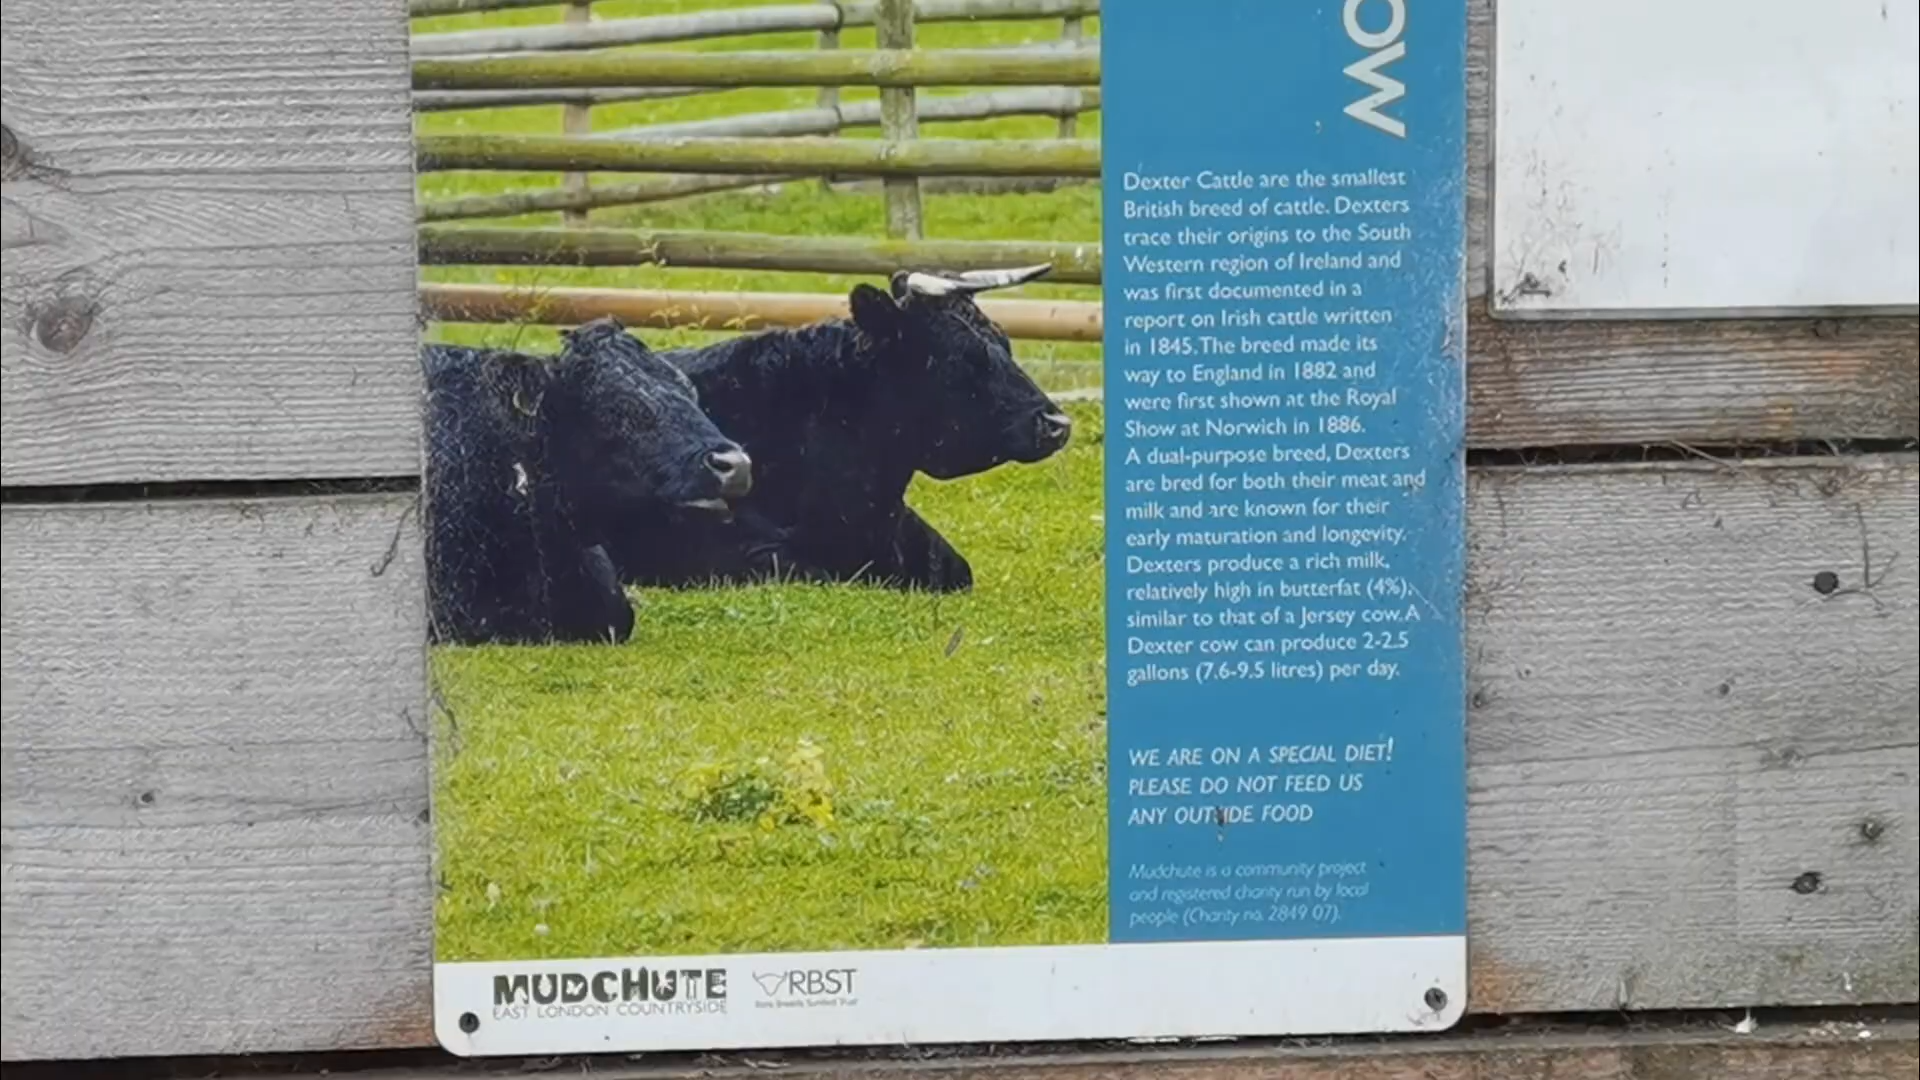 MO
Dexter Cattle are the smallest
British breed of cattle. Dexters
trace their origins to the South
Western region of Ireland and
was first documented in a
report on Irish cattle written
in 1845. The breed made its
way to England in 1882 and
were first shown at the Royal
Show at Norwich in 1886.
A dual-purpose breed, Dexters
are bred for both their meat and
milk and are known for their
early maturation and longevity.
Dexters produce a rich milk,
relatively high in butterfat (4%),
similar to that of a Jersey cow. A
Dexter cow can produce 2-2.5
gallons (7.6-9.5 litres) per day.
WE ARE ON A SPECIAL DIET!
PLEASE DO NOT FEED US
ANY OUTSIDE FOOD
Mudchute is a community project
and registered charity run by local
people (Charity no. 2849 07).
MUDCHUTE
EAST LONDON COUNTRYSIDE
RBST
Rare Breeds Survival Trust